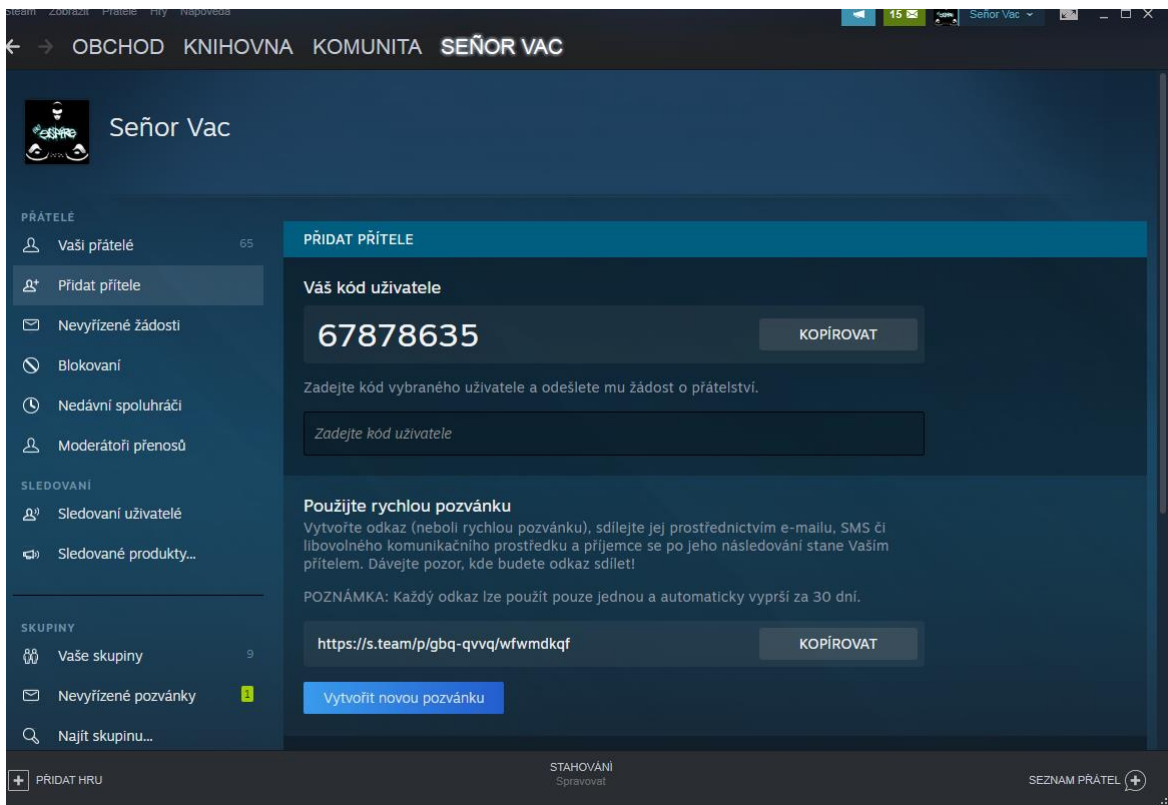 Steam Zobrazit Přátelé Hry Nápověda
15 Señor Vac
OBCHOD KNIHOVNA KOMUNITA SEÑOR VAC
Señor Vac
PŘÁTELÉ
Vaši přátelé 65
Přidat přítele
Nevyřízené žádosti
Blokovaní
Nedávní spoluhráči
Moderátoři přenosů
SLEDOVANÍ
Sledovaní uživatelé
Sledované produkty...
SKUPINY
Vaše skupiny 9
Nevyřízené pozvánky 1
Najít skupinu...
PŘIDAT PŘÍTELE
Váš kód uživatele
67878635 KOPÍROVAT
Zadejte kód vybraného uživatele a odešlete mu žádost o přátelství.
Zadejte kód uživatele
Použijte rychlou pozvánku
Vytvořte odkaz (neboli rychlou pozvánku), sdílejte jej prostřednictvím e-mailu, SMS či
libovolného komunikačního prostředku a příjemce se po jeho následování stane Vaším
přítelem. Dávejte pozor, kde budete odkaz sdílet!
POZNÁMKA: Každý odkaz lze použít pouze jednou a automaticky vyprší za 30 dní.
https://s.team/p/gbq-qvvq/wfwmdkqf KOPÍROVAT
Vytvořit novou pozvánku
PŘIDAT HRU
STAHOVÁNÍ
Spravovat
SEZNAM PŘÁTEL